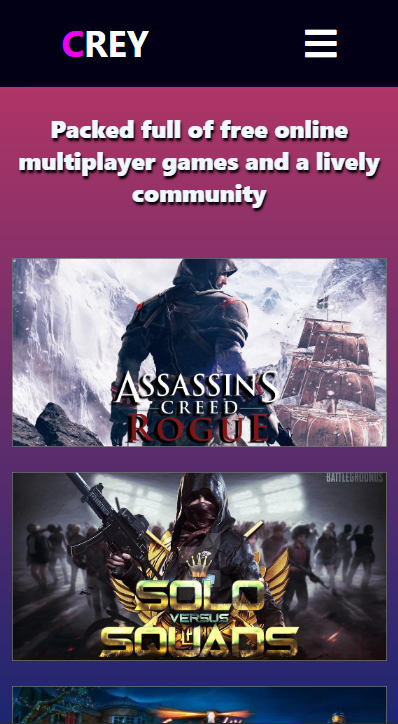 CREY
Packed full of free online
multiplayer games and a lively
community
ASSASSIN'S
CREED
ROGUE
BATTLEGROUNDS
SOLO
VERSUS
SQUADS